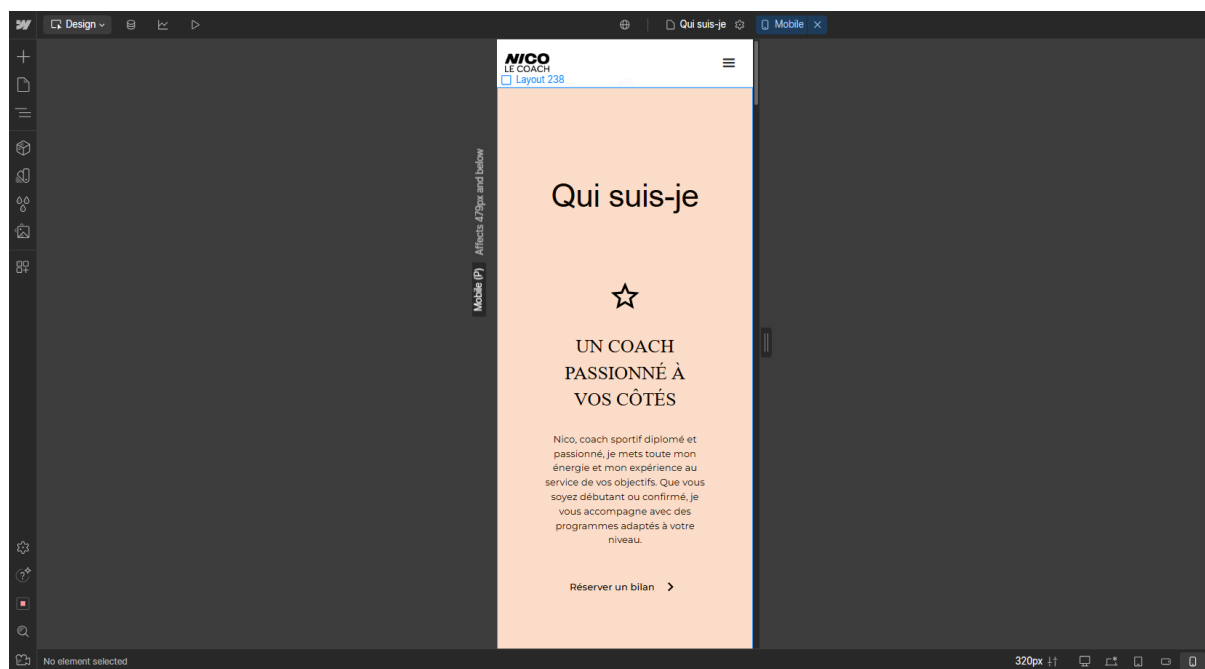 Design
Qui suis-je
Mobile
NICO
LE COACH
Layout 238
Affects 479px and below
Mobile (P)
Qui suis-je
UN COACH
PASSIONNÉ À
VOS CÔTÉS
Nico, coach sportif diplomé et
passionné, je mets toute mon
énergie et mon expérience au
service de vos objectifs. Que vous
soyez débutant ou confirmé, je
vous accompagne avec des
programmes adaptés à votre
niveau.
Réserver un bilan
No element selected
320px